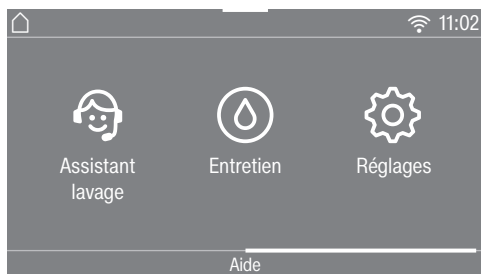 11:02
Assistant
lavage
Entretien
Réglages
Aide